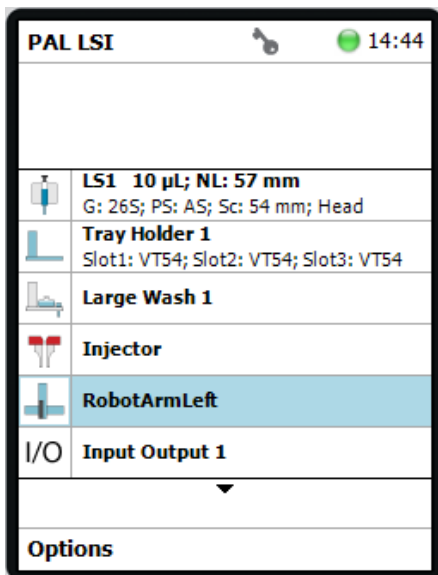 PAL LSI 14:44
LS1 10 µL; NL: 57 mm
G: 26S; PS: AS; Sc: 54 mm; Head
Tray Holder 1
Slot1: VT54; Slot2: VT54; Slot3: VT54
Large Wash 1
Injector
RobotArmLeft
I/O Input Output 1
Options